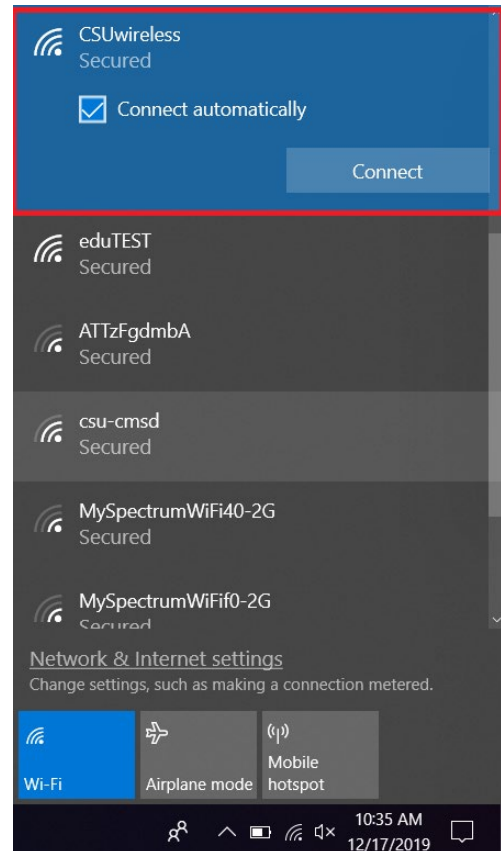 CSUwireless
Secured
Connect automatically
Connect
eduTEST
Secured
ATTzFgdmbA
Secured
csu-cmsd
Secured
MySpectrumWiFi40-2G
Secured
MySpectrumWiFif0-2G
Secured
Network & Internet settings
Change settings, such as making a connection metered.
Wi-Fi
Airplane mode
Mobile
hotspot
10:35 AM
12/17/2019